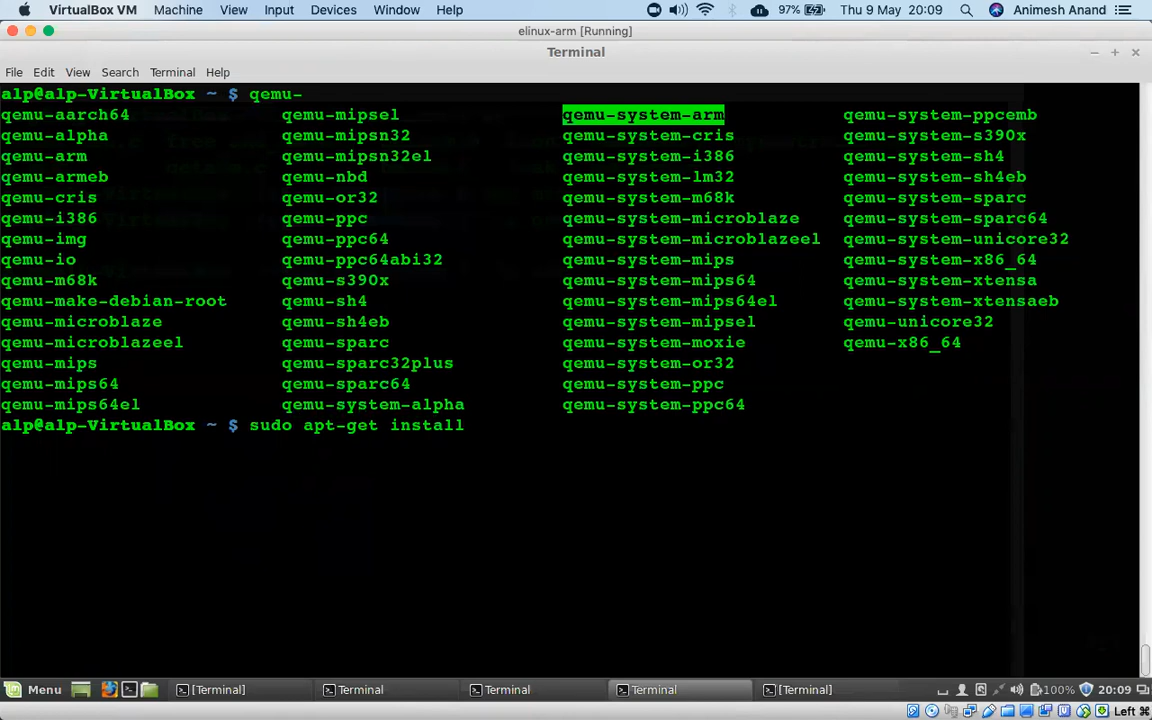 VirtualBox VM Machine View Input Devices Window Help 97% Thu 9 May 20:09 Animesh Anand
elinux-arm [Running]
Terminal
File Edit View Search Terminal Help
alp@alp-VirtualBox ~ $ qemu-
qemu-aarch64 qemu-mipsel qemu-system-arm qemu-system-ppcemb
qemu-alpha qemu-mipsn32 qemu-system-cris qemu-system-s390x
qemu-arm qemu-mipsn32el qemu-system-i386 qemu-system-sh4
qemu-armeb qemu-nbd qemu-system-lm32 qemu-system-sh4eb
qemu-cris qemu-or32 qemu-system-m68k qemu-system-sparc
qemu-i386 qemu-ppc qemu-system-microblaze qemu-system-sparc64
qemu-img qemu-ppc64 qemu-system-microblazeel qemu-system-unicore32
qemu-io qemu-ppc64abi32 qemu-system-mips qemu-system-x86_64
qemu-m68k qemu-s390x qemu-system-mips64 qemu-system-xtensa
qemu-make-debian-root qemu-sh4 qemu-system-mips64el qemu-system-xtensaeb
qemu-microblaze qemu-sh4eb qemu-system-mipsel qemu-unicore32
qemu-microblazeel qemu-sparc qemu-system-moxie qemu-x86_64
qemu-mips qemu-sparc32plus qemu-system-or32
qemu-mips64 qemu-sparc64 qemu-system-ppc
qemu-mips64el qemu-system-alpha qemu-system-ppc64
alp@alp-VirtualBox ~ $ sudo apt-get install
Menu [Terminal] Terminal Terminal Terminal [Terminal] 100% 20:09
Left ⌘